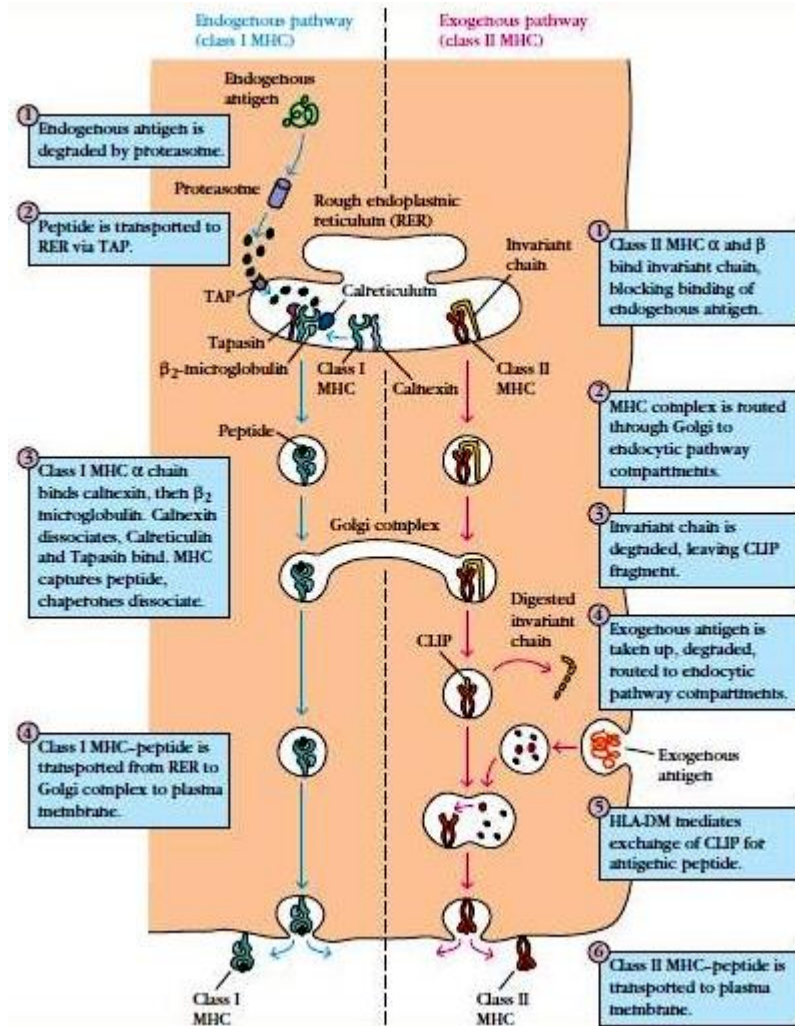 Endogenous pathway
(class I MHC)
Exogenous pathway
(class II MHC)
Endogenous
antigen
1
Endogenous antigen is
degraded by proteasome.
Proteasome
Rough endoplasmic
reticulum (RER)
2
Peptide is transported to
RER via TAP.
Invariant
chain
1
Class II MHC α and β
bind invariant chain,
blocking binding of
endogenous antigen.
TAP
Calreticulum
Tapasin
β2-microglobulin
Class I
MHC
Calnexin
Class II
MHC
2
MHC complex is routed
through Golgi to
endocytic pathway
compartments.
Peptide
3
Class I MHC α chain
binds calnexin, then β2
microglobulin. Calnexin
dissociates, Calreticulin
and Tapasin bind. MHC
captures peptide,
chaperones dissociate.
Golgi complex
3
Invariant chain is
degraded, leaving CLIP
fragment.
Digested
invariant
chain
CLIP
4
Exogenous antigen is
taken up, degraded,
routed to endocytic
pathway compartments.
4
Class I MHC–peptide is
transported from RER to
Golgi complex to plasma
membrane.
Exogenous
antigen
5
HLA-DM mediates
exchange of CLIP for
antigenic peptide.
6
Class II MHC–peptide is
transported to plasma
membrane.
Class I
MHC
Class II
MHC